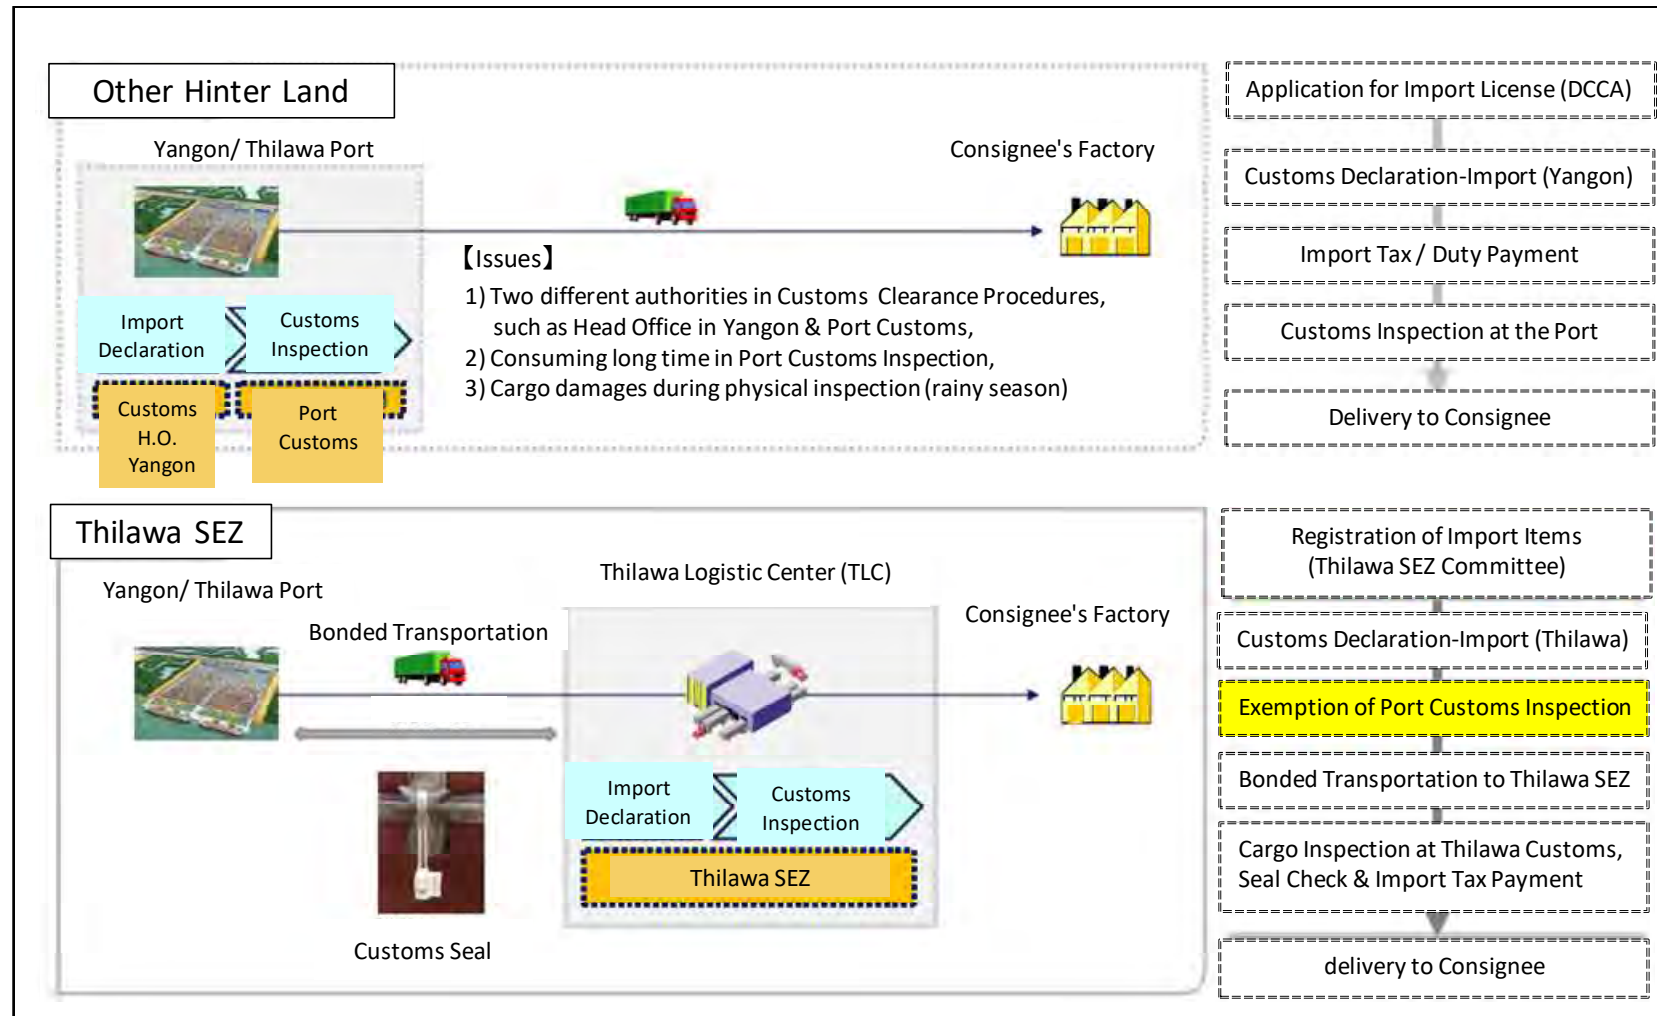 Other Hinter Land
Yangon/ Thilawa Port
Consignee's Factory
【Issues】
1) Two different authorities in Customs Clearance Procedures,
such as Head Office in Yangon & Port Customs,
2) Consuming long time in Port Customs Inspection,
3) Cargo damages during physical inspection (rainy season)
Import
Declaration
Customs
Inspection
Customs
H.O.
Yangon
Port
Customs
Application for Import License (DCCA)
Customs Declaration-Import (Yangon)
Import Tax / Duty Payment
Customs Inspection at the Port
Delivery to Consignee
Thilawa SEZ
Yangon/ Thilawa Port
Bonded Transportation
Thilawa Logistic Center (TLC)
Consignee's Factory
Import
Declaration
Customs
Inspection
Thilawa SEZ
Customs Seal
Registration of Import Items
(Thilawa SEZ Committee)
Customs Declaration-Import (Thilawa)
Exemption of Port Customs Inspection
Bonded Transportation to Thilawa SEZ
Cargo Inspection at Thilawa Customs,
Seal Check & Import Tax Payment
delivery to Consignee